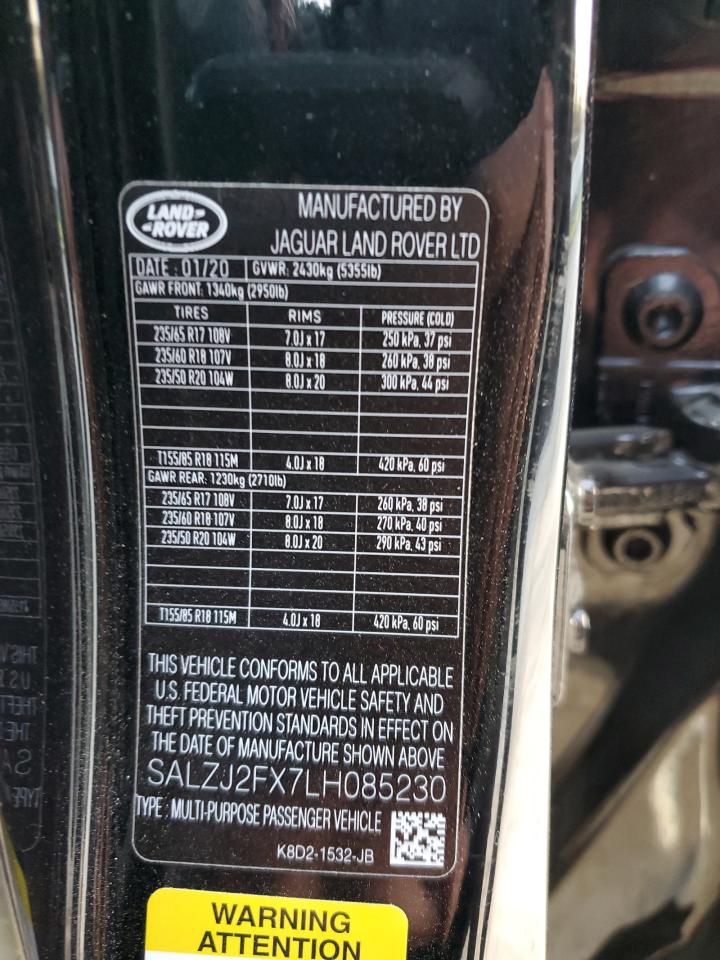 LAND-
-ROVER
MANUFACTURED BY
JAGUAR LAND ROVER LTD
DATE : 01/20 GVWR: 2430kg (5355lb)
GAWR FRONT: 1340kg (2950lb)
TIRES RIMS PRESSURE (COLD)
235/65 R17 108V 7.0J x 17 250 kPa, 37 psi
235/60 R18 107V 8.0J x 18 260 kPa, 38 psi
235/50 R20 104W 8.0J x 20 300 kPa, 44 psi
T155/85 R18 115M 4.0J x 18 420 kPa, 60 psi
GAWR REAR: 1230kg (2710lb)
235/65 R17 108V 7.0J x 17 260 kPa, 38 psi
235/60 R18 107V 8.0J x 18 270 kPa, 40 psi
235/50 R20 104W 8.0J x 20 290 kPa, 43 psi
T155/85 R18 115M 4.0J x 18 420 kPa, 60 psi
THIS VEHICLE CONFORMS TO ALL APPLICABLE
U.S. FEDERAL MOTOR VEHICLE SAFETY AND
THEFT PREVENTION STANDARDS IN EFFECT ON
THE DATE OF MANUFACTURE SHOWN ABOVE
SALZJ2FX7LH085230
TYPE : MULTI-PURPOSE PASSENGER VEHICLE
K8D2-1532-JB
WARNING
ATTENTION